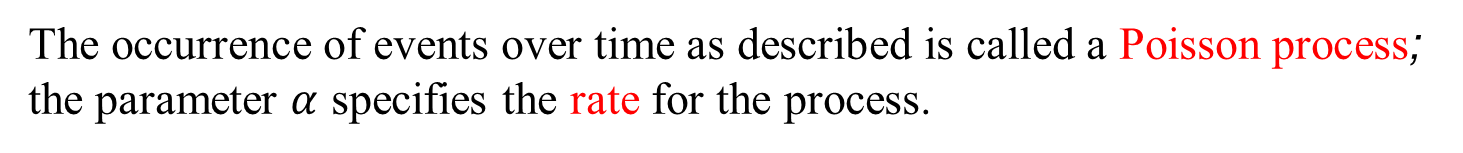 The occurrence of events over time as described is called a Poisson process;
the parameter α specifies the rate for the process.